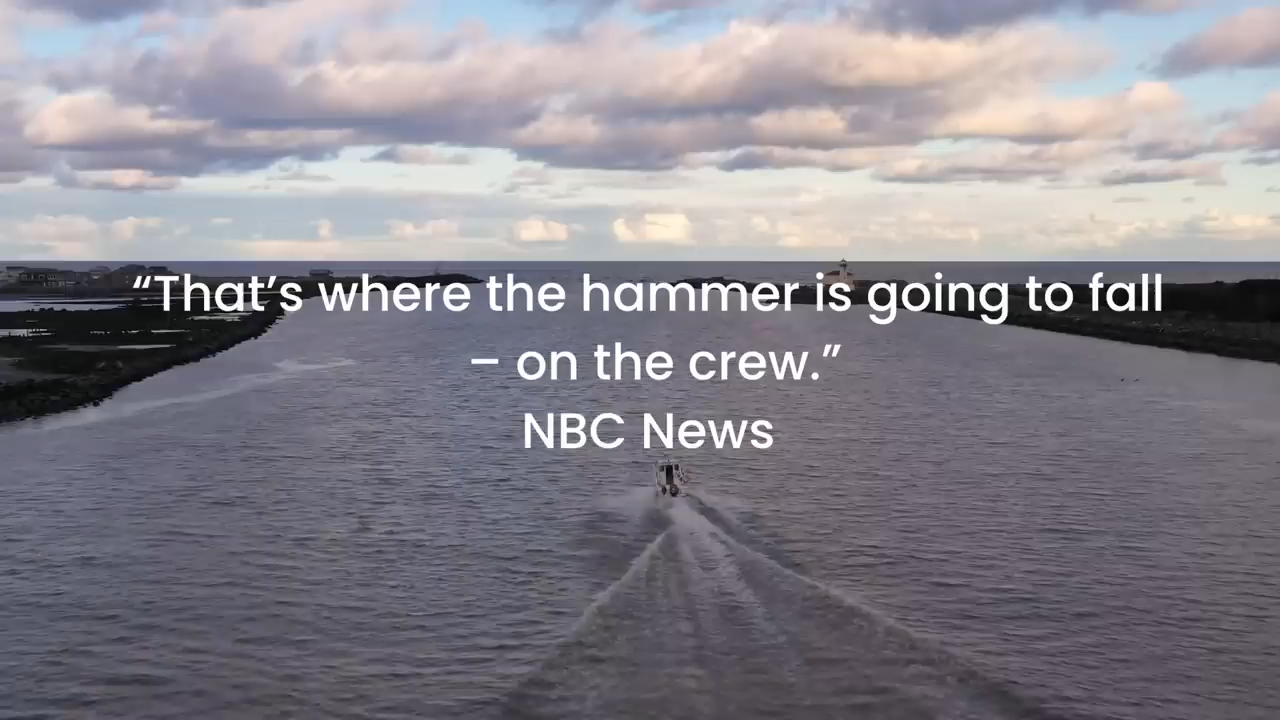 “That’s where the hammer is going to fall
– on the crew.”
NBC News